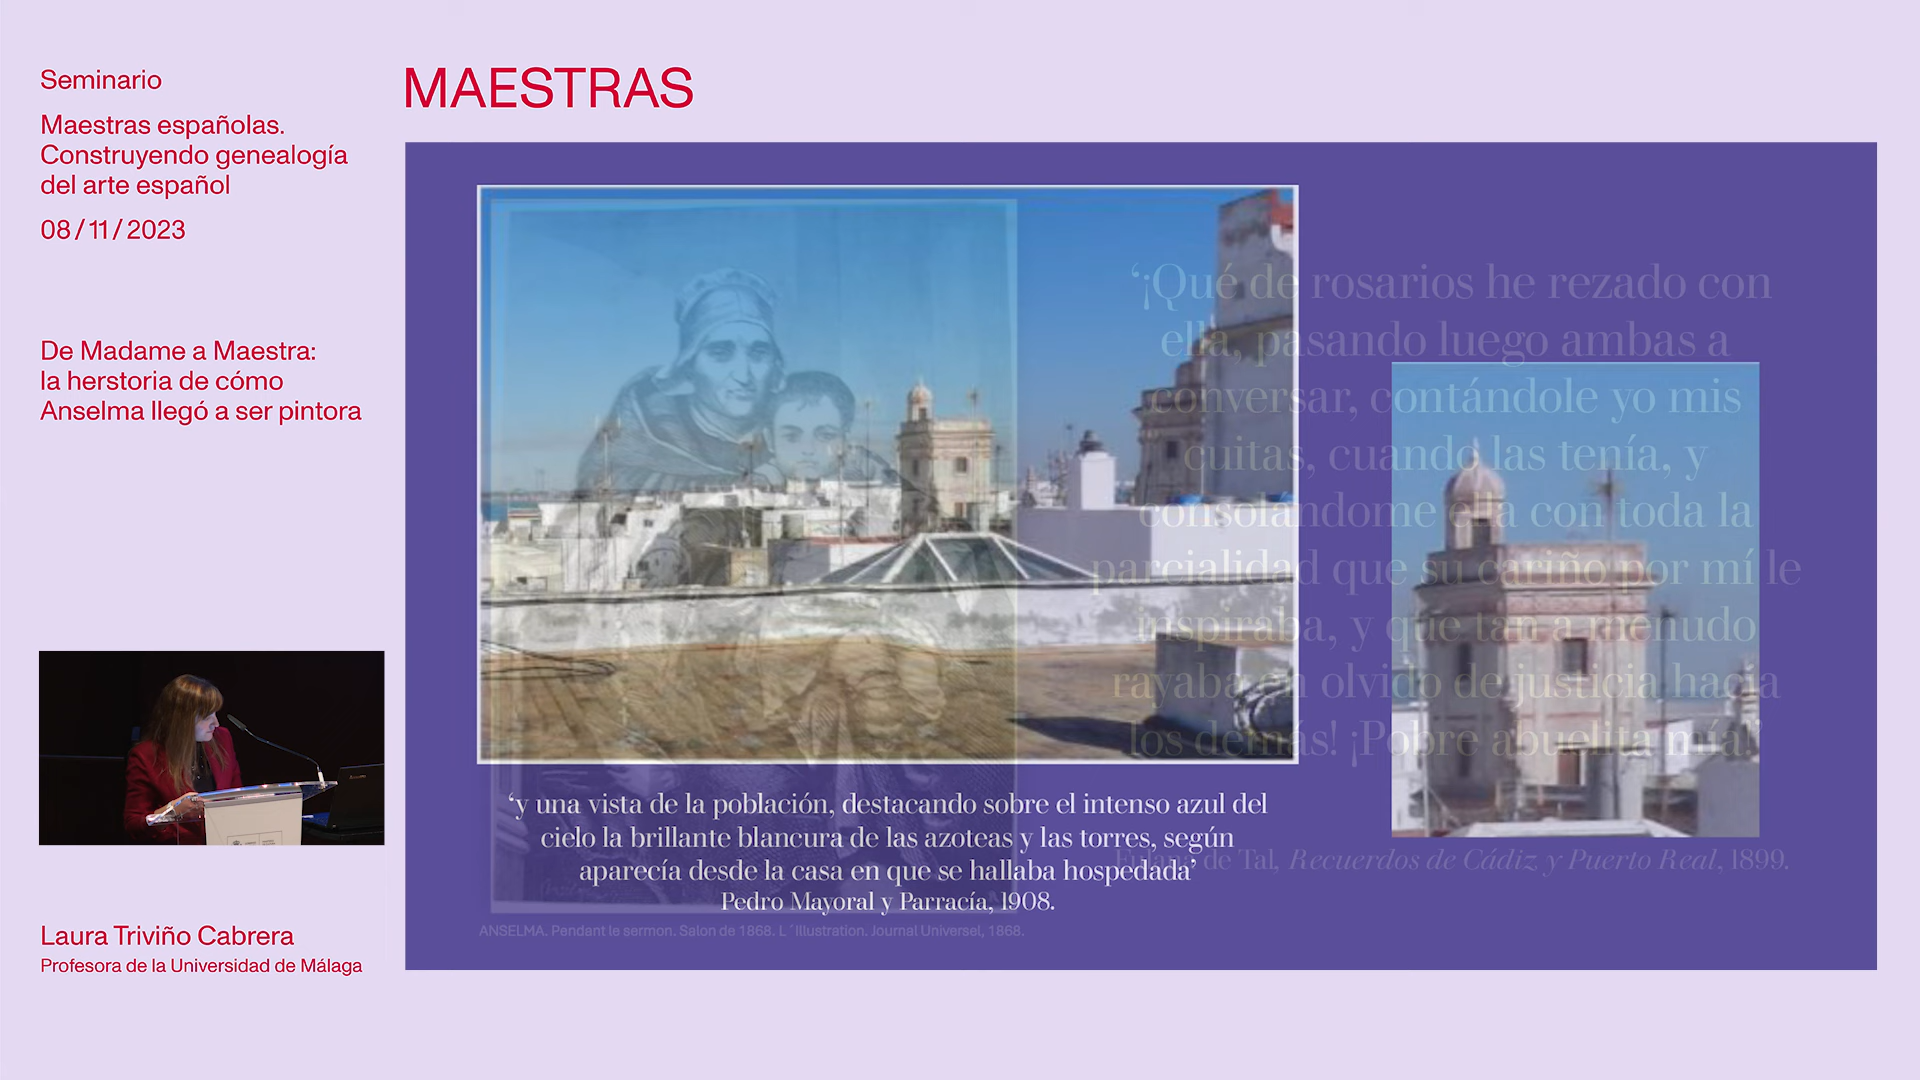 Seminario
Maestras españolas.
Construyendo genealogía
del arte español
08/11/2023
De Madame a Maestra:
la herstoria de cómo
Anselma llegó a ser pintora
Laura Triviño Cabrera
Profesora de la Universidad de Málaga
MAESTRAS
‘¡Qué de rosarios he rezado con
ella, pasando luego ambas a
conversar, contándole yo mis
cuitas, cuando las tenía, y
consolándome ella con toda la
parcialidad que su cariño por mí le
inspiraba, y que tan a menudo
rayaba en olvido de justicia hacia
los demás! ¡Pobre abuelita mía!’
Fulana de Tal, Recuerdos de Cádiz y Puerto Real, 1899.
‘y una vista de la población, destacando sobre el intenso azul del
cielo la brillante blancura de las azoteas y las torres, según
aparecía desde la casa en que se hallaba hospedada’
Pedro Mayoral y Parracía, 1908.
ANSELMA. Pendant le sermon. Salon de 1868. L´Illustration. Journal Universel, 1868.